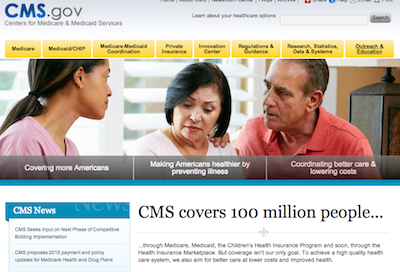 Home | About CMS | Newsroom Center | FAQs | Archive | Share Help Email Print
CMS.gov
Learn about your healthcare options
Search
Centers for Medicare & Medicaid Services
Medicare
Medicaid/CHIP
Medicare-Medicaid
Coordination
Private
Insurance
Innovation
Center
Regulations &
Guidance
Research, Statistics,
Data & Systems
Outreach &
Education
Covering more Americans
Making Americans healthier by
preventing illness
Coordinating better care &
lowering costs
CMS News
NEWS
CMS Seeks Input on Next Phase of Competitive
Bidding Implementation
CMS proposes 2015 payment and policy
updates for Medicare Health and Drug Plans
CMS covers 100 million people...
...through Medicare, Medicaid, the Children's Health Insurance Program and soon, through the
Health Insurance Marketplace. But coverage isn't our only goal. To achieve a high quality health
care system, we also aim for better care at lower costs and improved health.